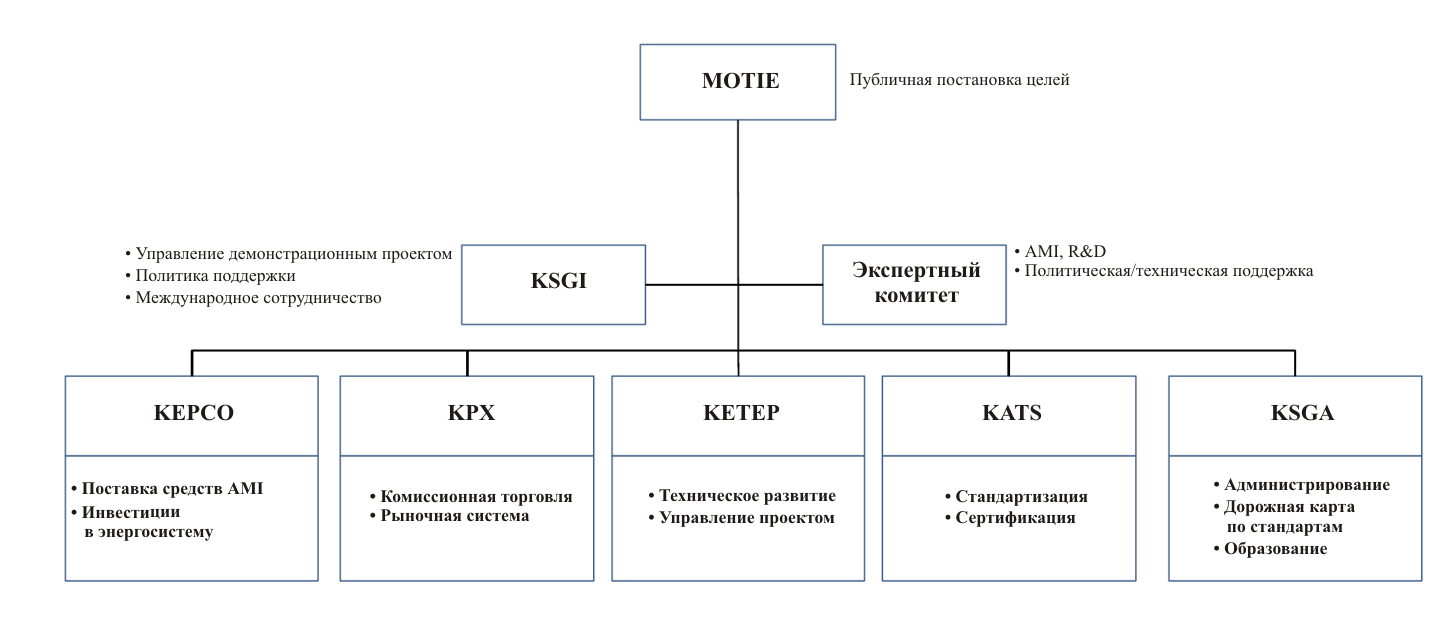 MOTIE
Публичная постановка целей
• Управление демонстрационным проектом
• Политика поддержки
• Международное сотрудничество
KSGI
Экспертный
комитет
• AMI, R&D
• Политическая/техническая поддержка
KEPCO
• Поставка средств AMI
• Инвестиции
в энергосистему
KPX
• Комиссионная торговля
• Рыночная система
KETEP
• Техническое развитие
• Управление проектом
KATS
• Стандартизация
• Сертификация
KSGA
• Администрирование
• Дорожная карта
по стандартам
• Образование